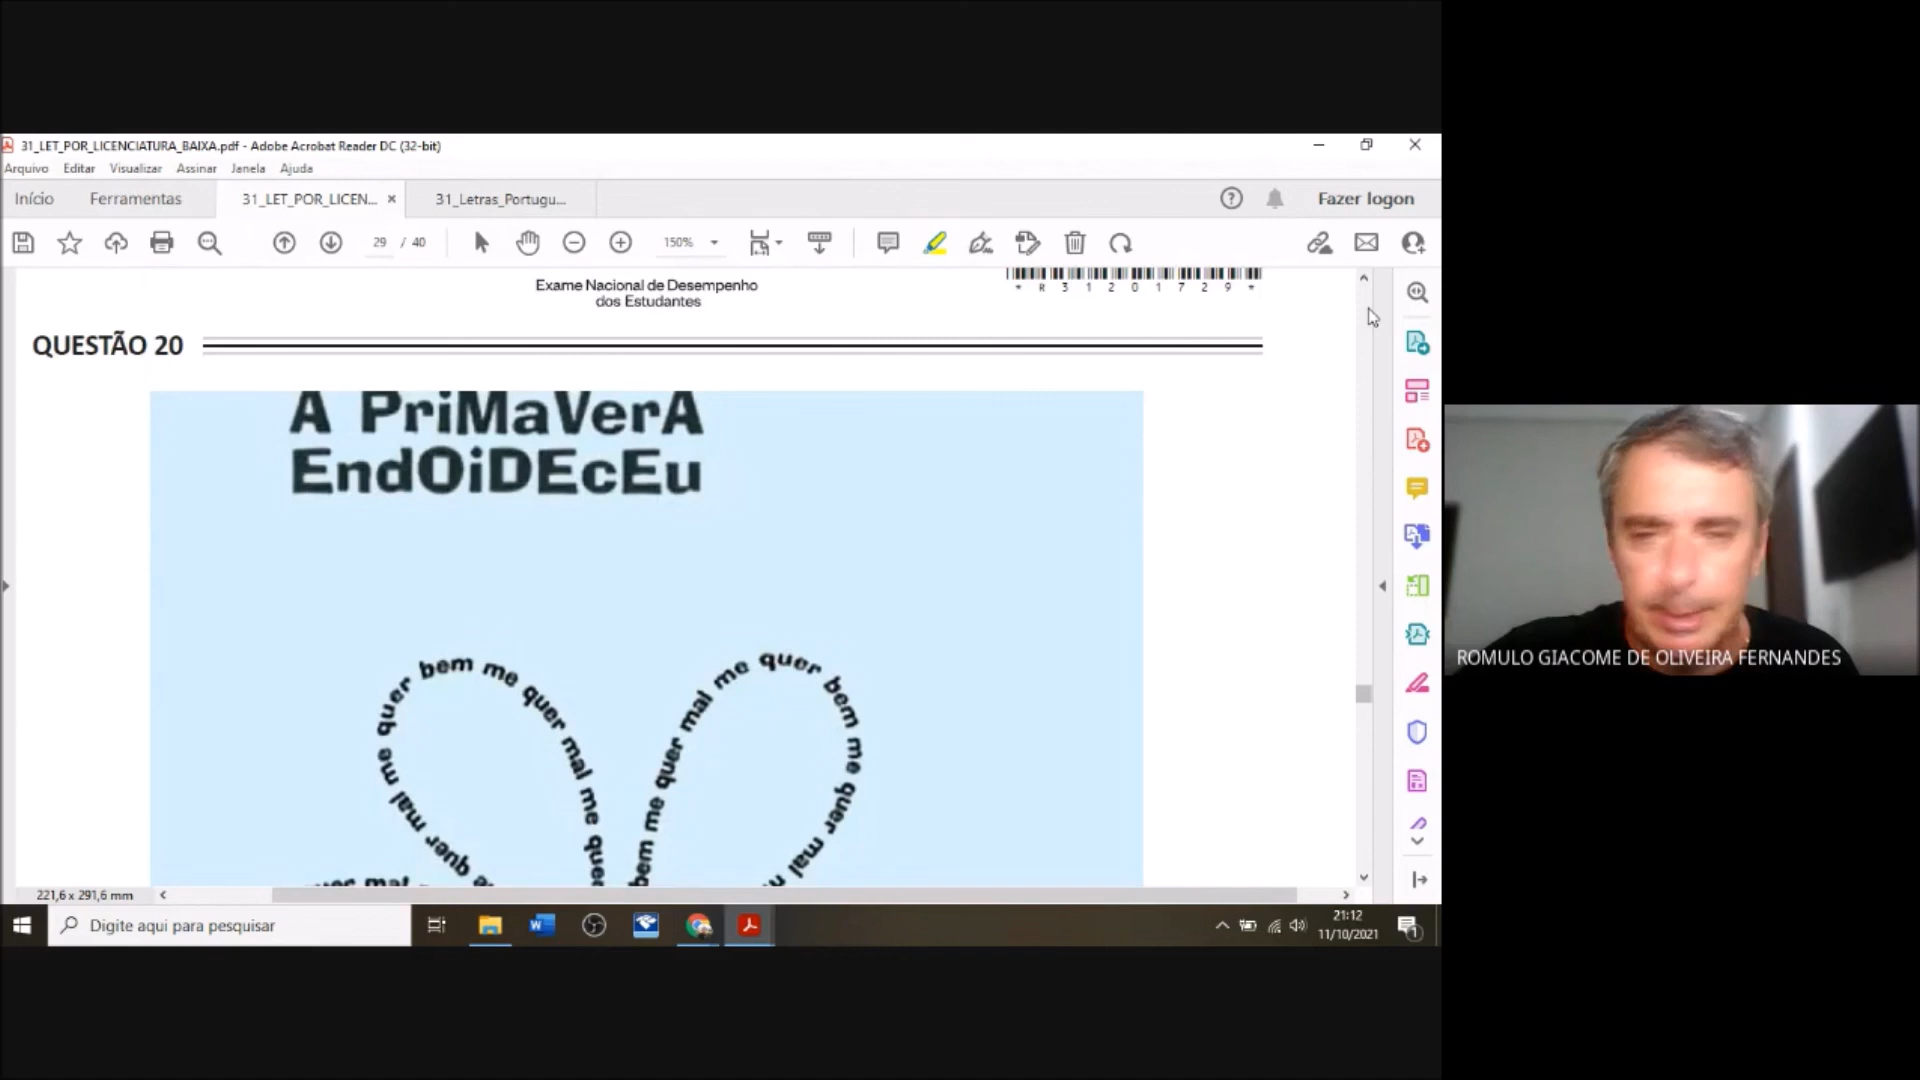 31_LET_POR_LICENCIATURA_BAIXA.pdf - Adobe Acrobat Reader DC (32-bit)
Arquivo Editar Visualizar Assinar Janela Ajuda
Início Ferramentas 31_LET_POR_LICEN... 31_Letras_Portugu... Fazer logon
29 / 40 150%
Exame Nacional de Desempenho
dos Estudantes
* R 3 1 2 0 1 7 2 9 *
QUESTÃO 20
A PriMaVerA
EndOiDEcEu
quer mal me quer bem me quer mal me quer
bem me quer mal me quer bem me quer mal
quer mal
ROMULO GIACOME DE OLIVEIRA FERNANDES
221,6 x 291,6 mm
Digite aqui para pesquisar
21:12
11/10/2021
1